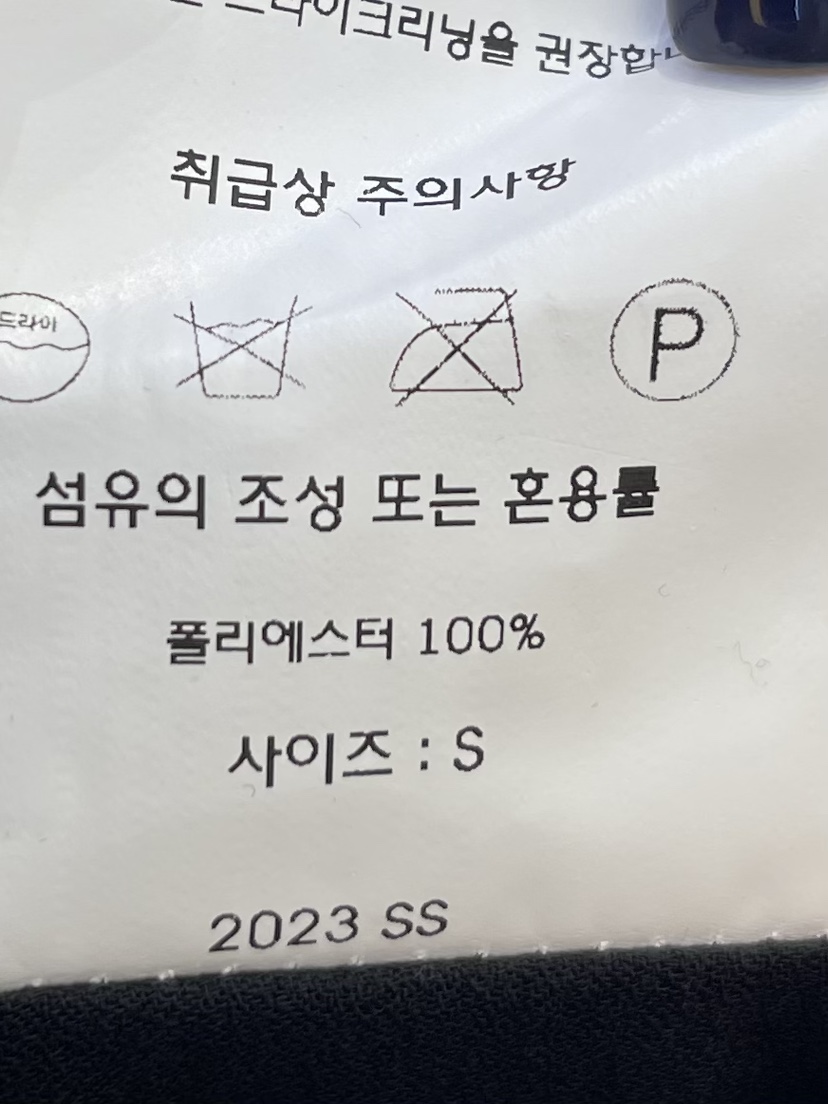 드라이크리닝을 권장합니
취급상 주의사항
드라이
P
섬유의 조성 또는 혼용률
폴리에스터 100%
사이즈 : S
2023 SS